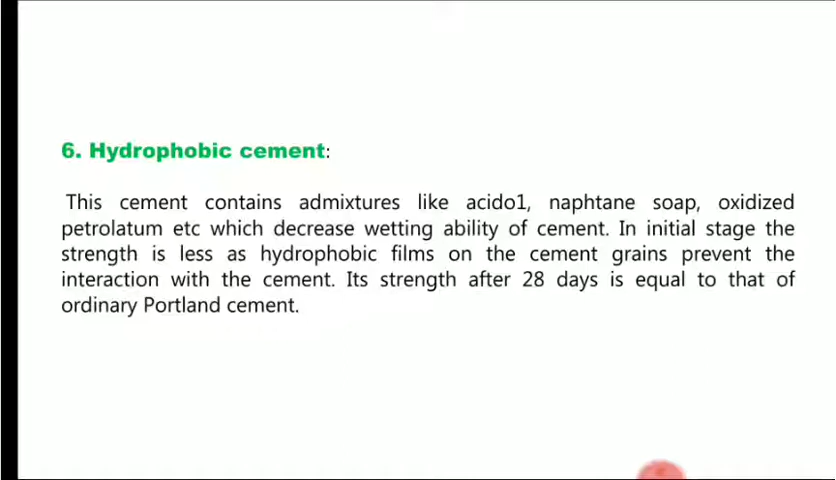 6. Hydrophobic cement:
This cement contains admixtures like acido1, naphtane soap, oxidized
petrolatum etc which decrease wetting ability of cement. In initial stage the
strength is less as hydrophobic films on the cement grains prevent the
interaction with the cement. Its strength after 28 days is equal to that of
ordinary Portland cement.